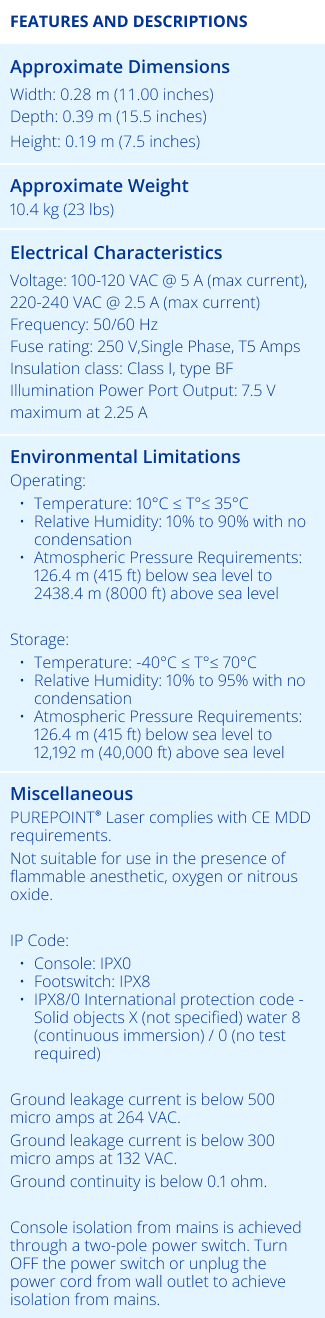 FEATURES AND DESCRIPTIONS
Approximate Dimensions
Width: 0.28 m (11.00 inches)
Depth: 0.39 m (15.5 inches)
Height: 0.19 m (7.5 inches)
Approximate Weight
10.4 kg (23 lbs)
Electrical Characteristics
Voltage: 100-120 VAC @ 5 A (max current),
220-240 VAC @ 2.5 A (max current)
Frequency: 50/60 Hz
Fuse rating: 250 V,Single Phase, T5 Amps
Insulation class: Class I, type BF
Illumination Power Port Output: 7.5 V
maximum at 2.25 A
Environmental Limitations
Operating:
• Temperature: 10°C ≤ T°≤ 35°C
• Relative Humidity: 10% to 90% with no
condensation
• Atmospheric Pressure Requirements:
126.4 m (415 ft) below sea level to
2438.4 m (8000 ft) above sea level
Storage:
• Temperature: -40°C ≤ T°≤ 70°C
• Relative Humidity: 10% to 95% with no
condensation
• Atmospheric Pressure Requirements:
126.4 m (415 ft) below sea level to
12,192 m (40,000 ft) above sea level
Miscellaneous
PUREPOINT® Laser complies with CE MDD
requirements.
Not suitable for use in the presence of
flammable anesthetic, oxygen or nitrous
oxide.
IP Code:
• Console: IPX0
• Footswitch: IPX8
• IPX8/0 International protection code -
Solid objects X (not specified) water 8
(continuous immersion) / 0 (no test
required)
Ground leakage current is below 500
micro amps at 264 VAC.
Ground leakage current is below 300
micro amps at 132 VAC.
Ground continuity is below 0.1 ohm.
Console isolation from mains is achieved
through a two-pole power switch. Turn
OFF the power switch or unplug the
power cord from wall outlet to achieve
isolation from mains.